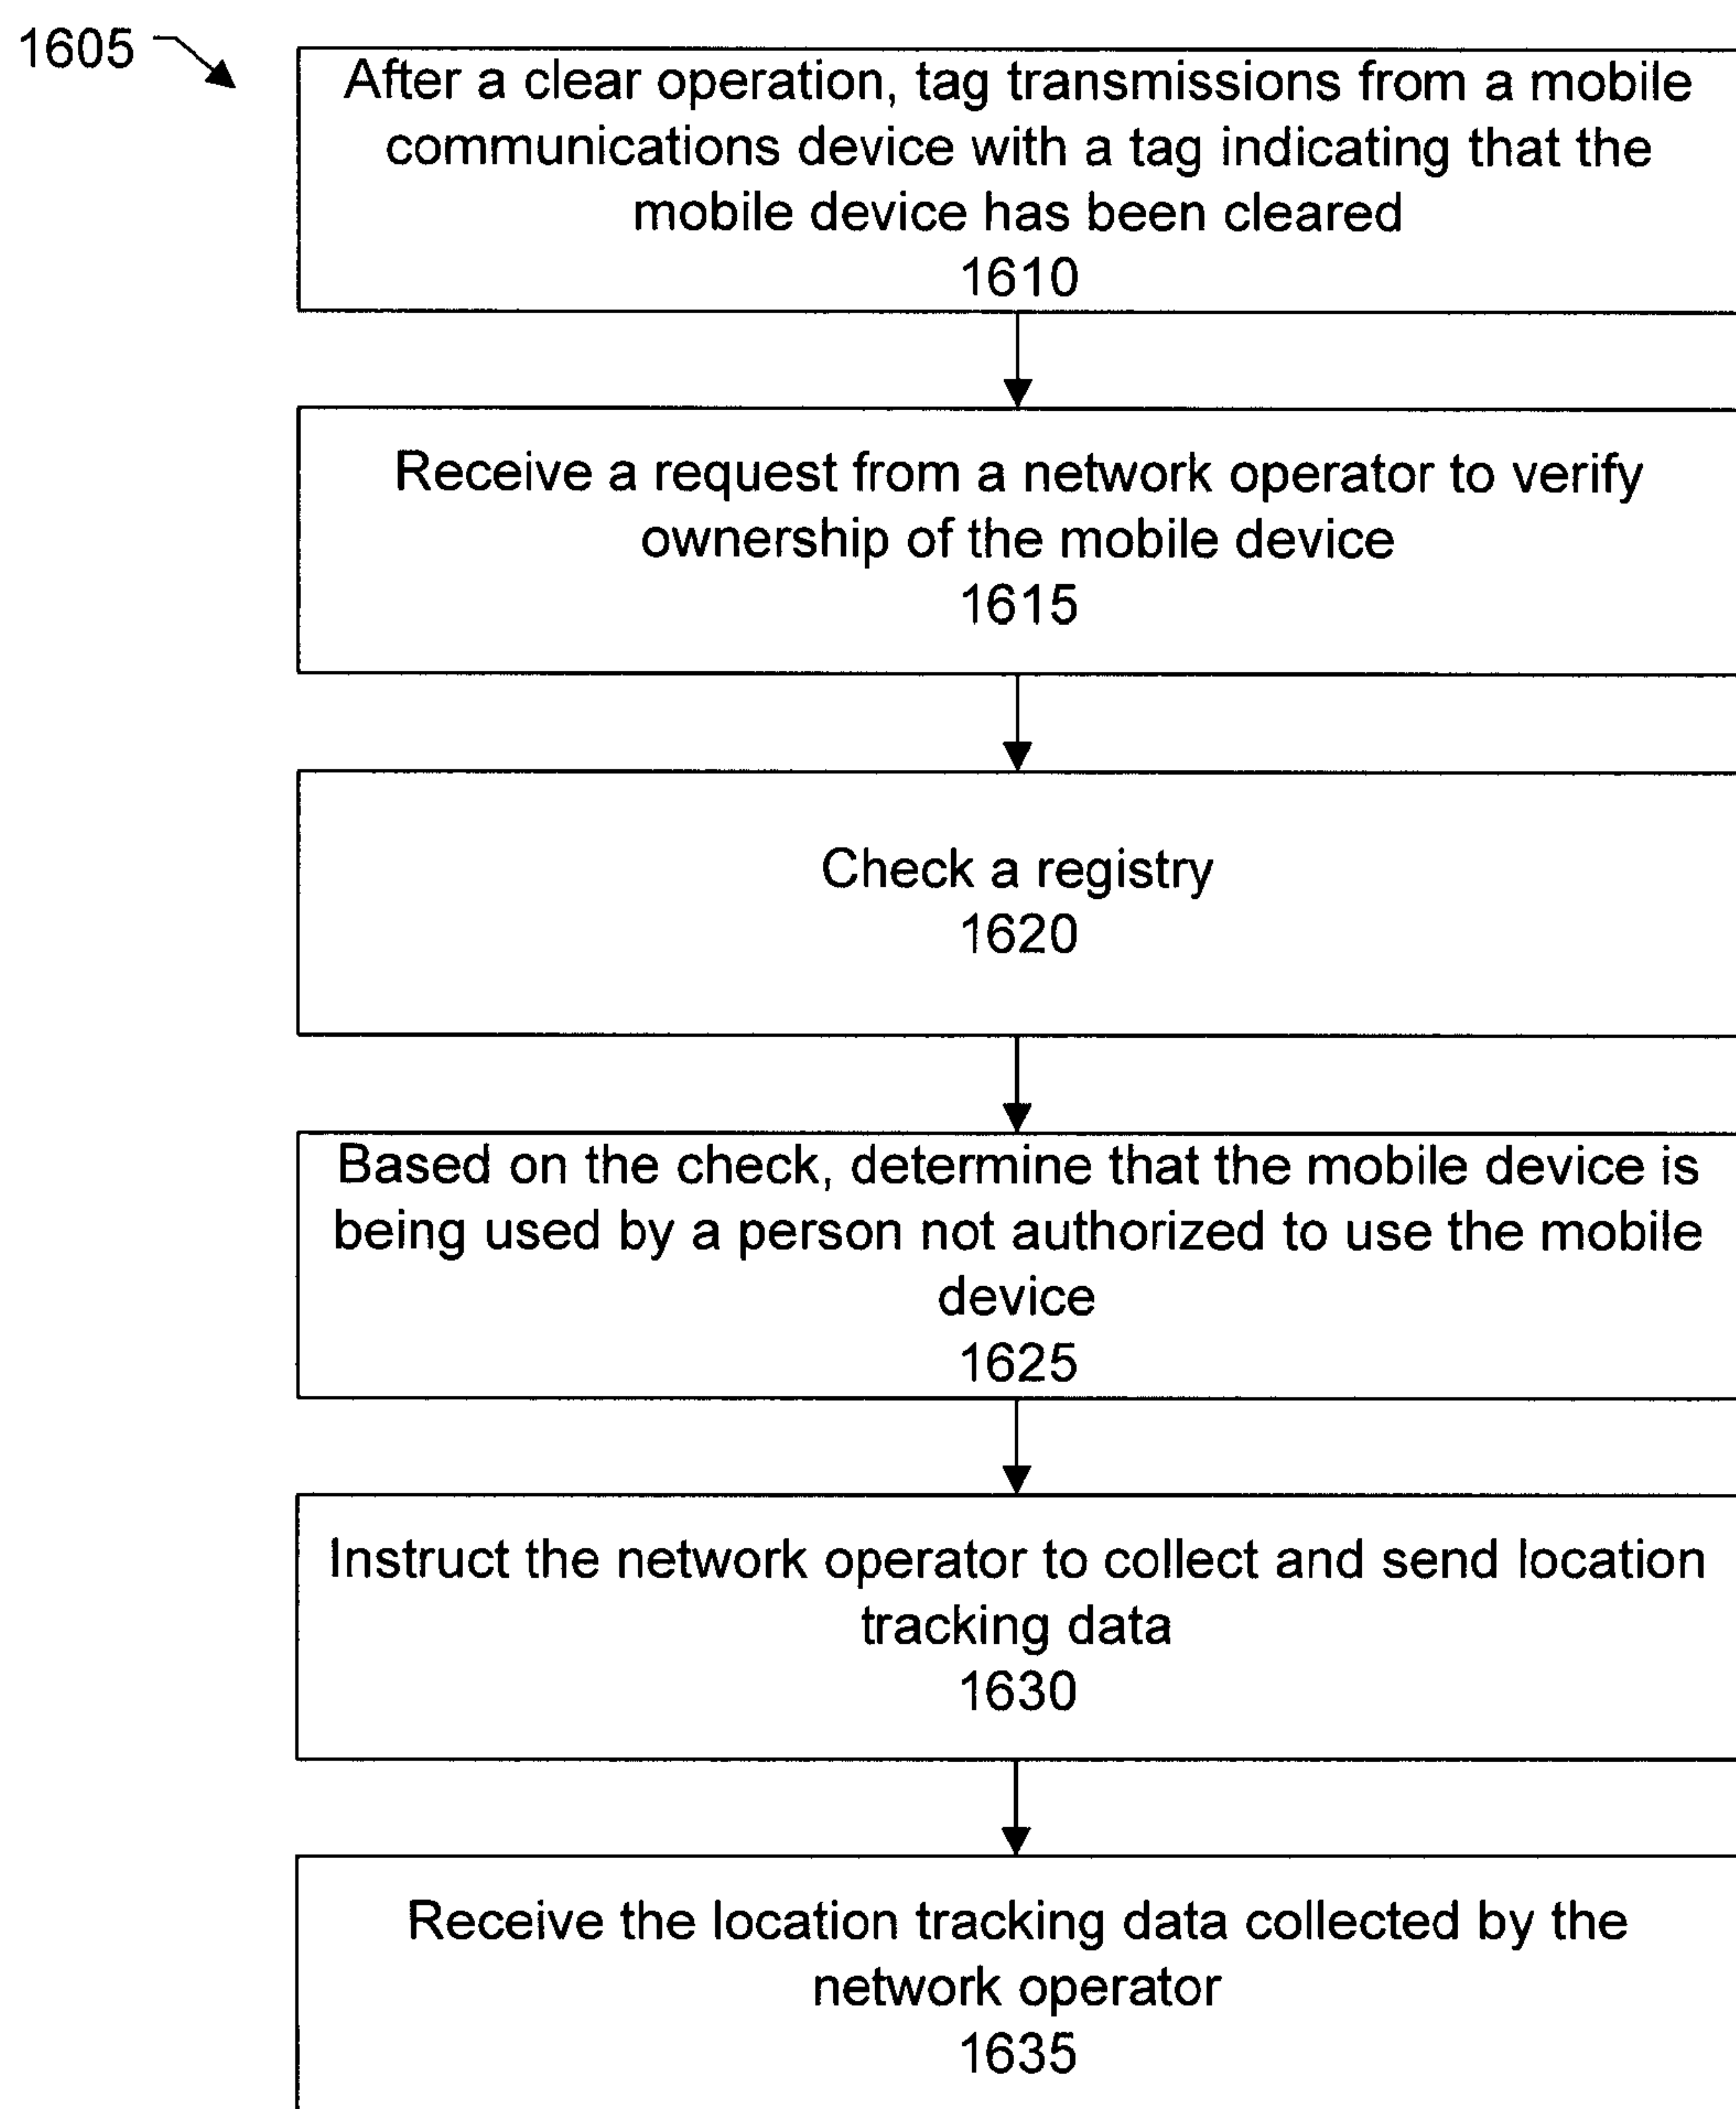 1605
After a clear operation, tag transmissions from a mobile
communications device with a tag indicating that the
mobile device has been cleared
1610
Receive a request from a network operator to verify
ownership of the mobile device
1615
Check a registry
1620
Based on the check, determine that the mobile device is
being used by a person not authorized to use the mobile
device
1625
Instruct the network operator to collect and send location
tracking data
1630
Receive the location tracking data collected by the
network operator
1635